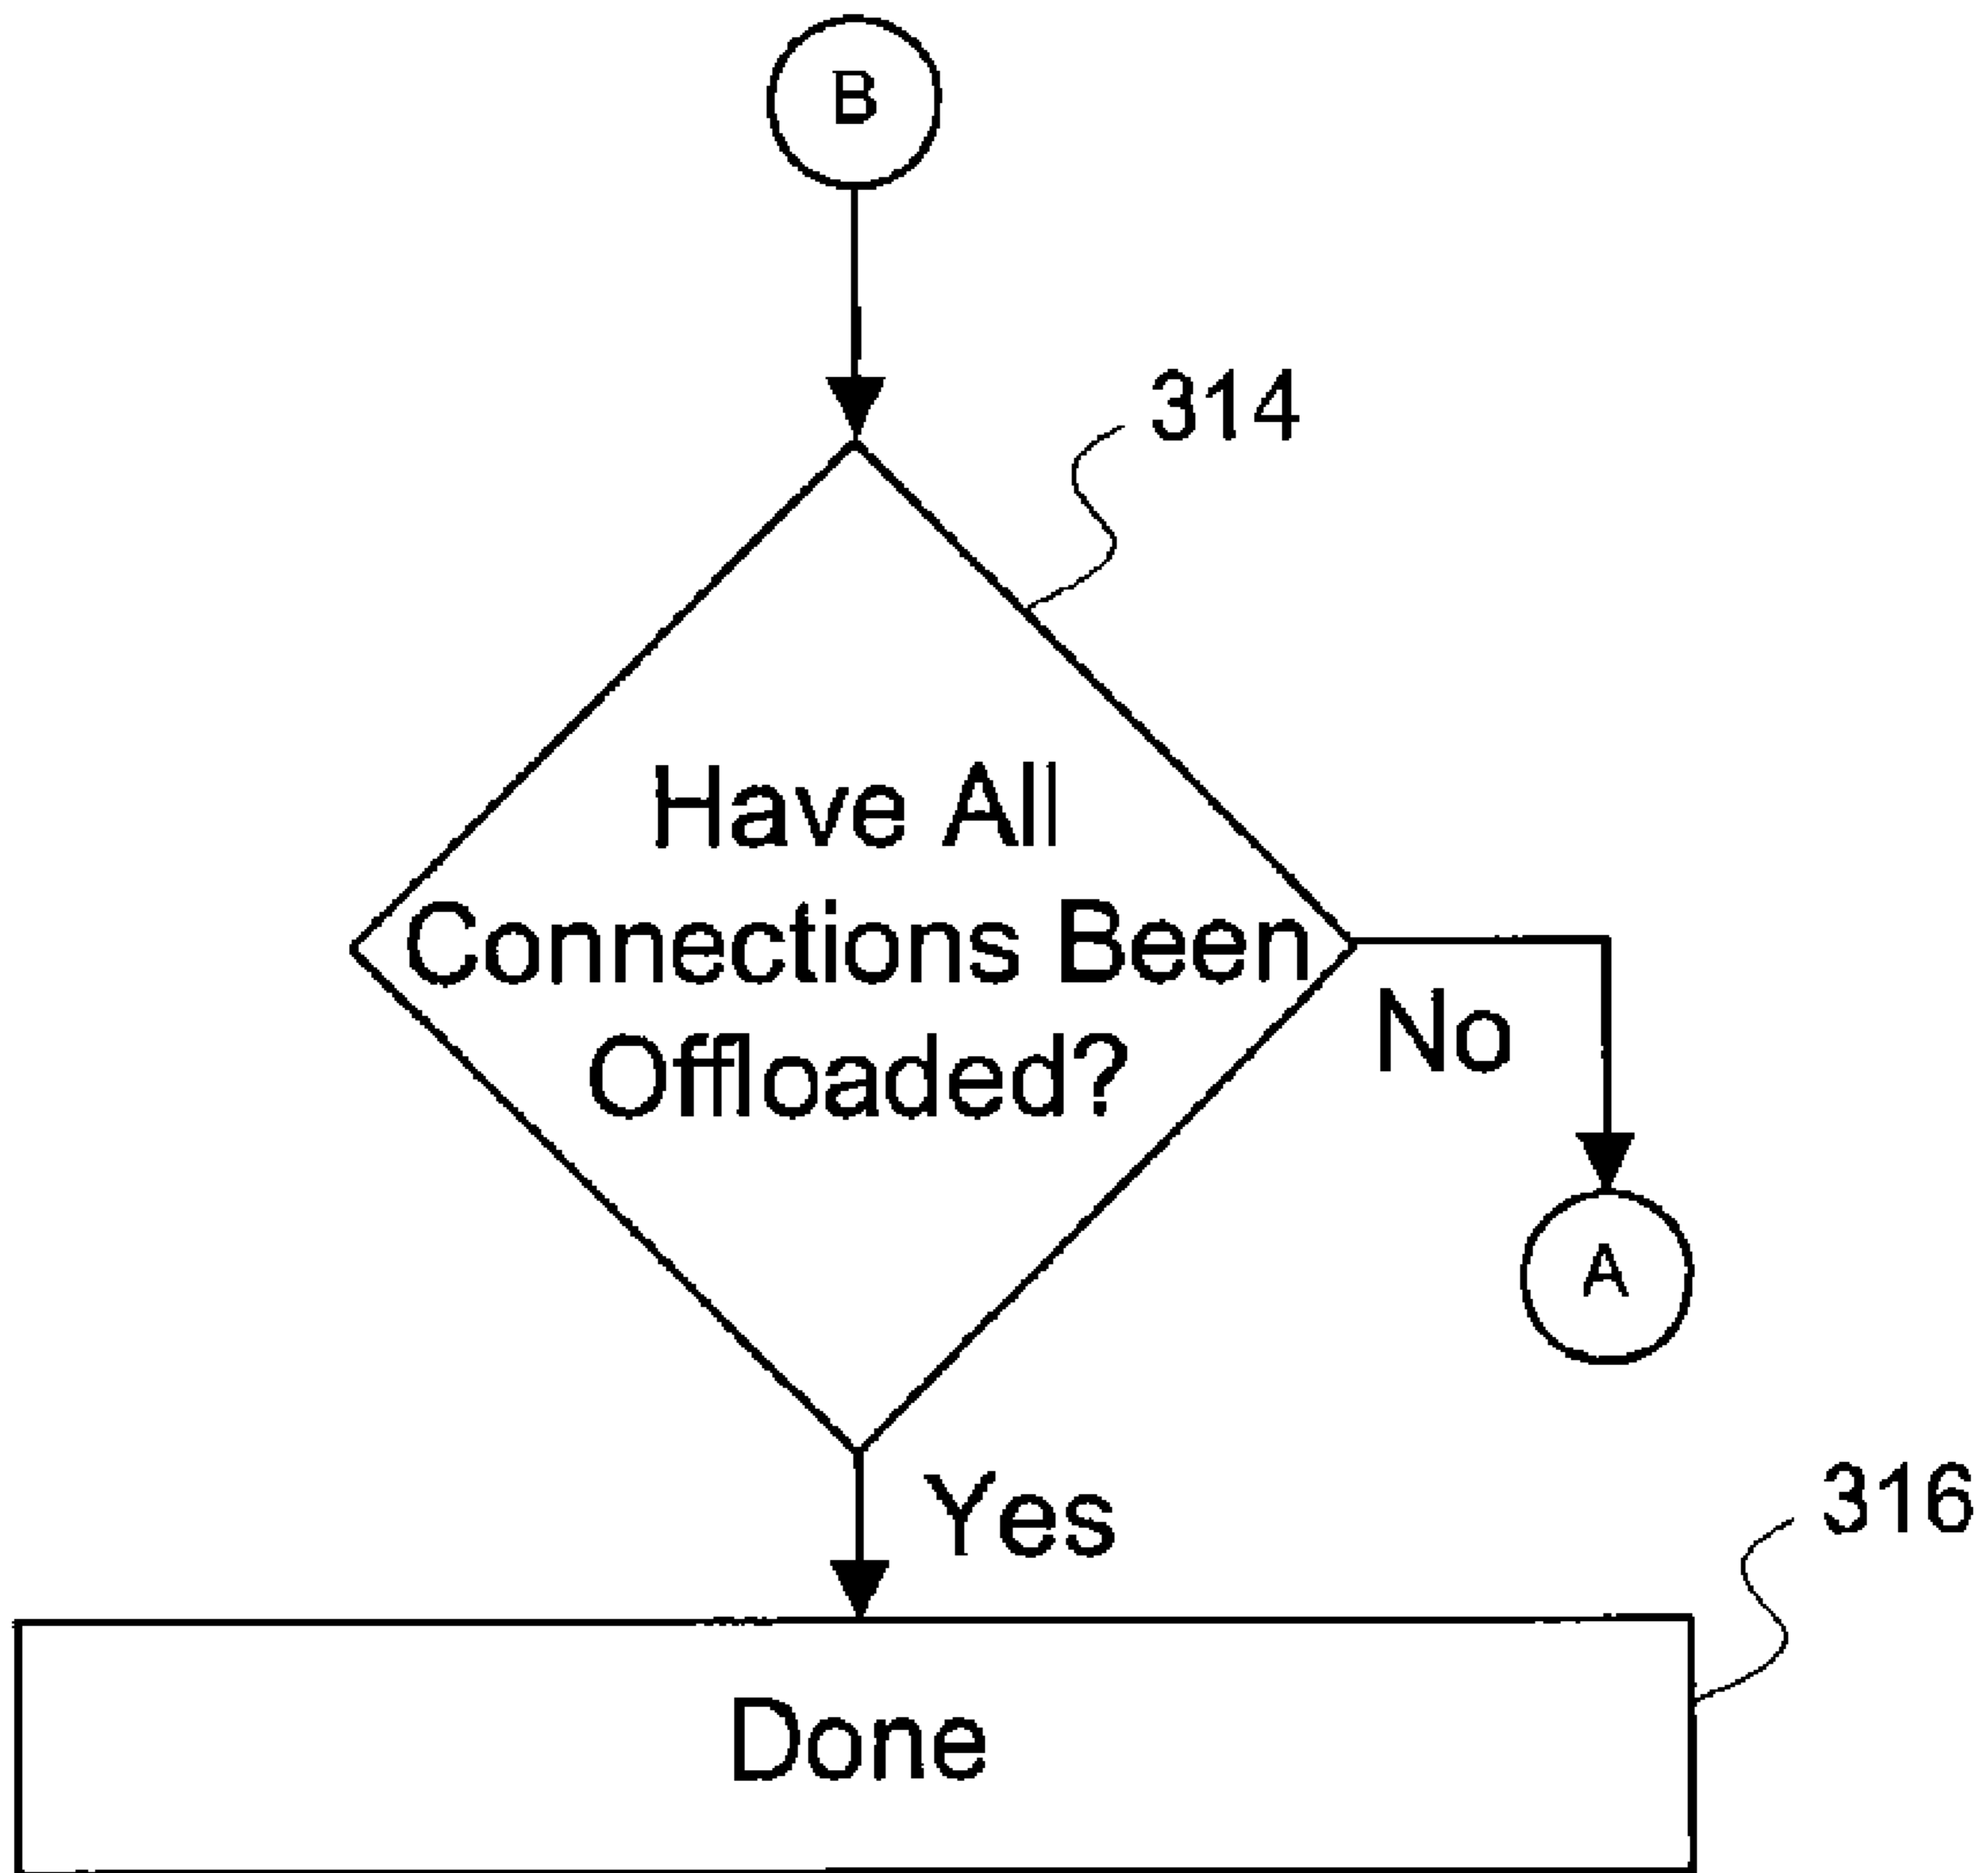 B
314
Have All
Connections Been
Offloaded?
No
A
Yes
316
Done